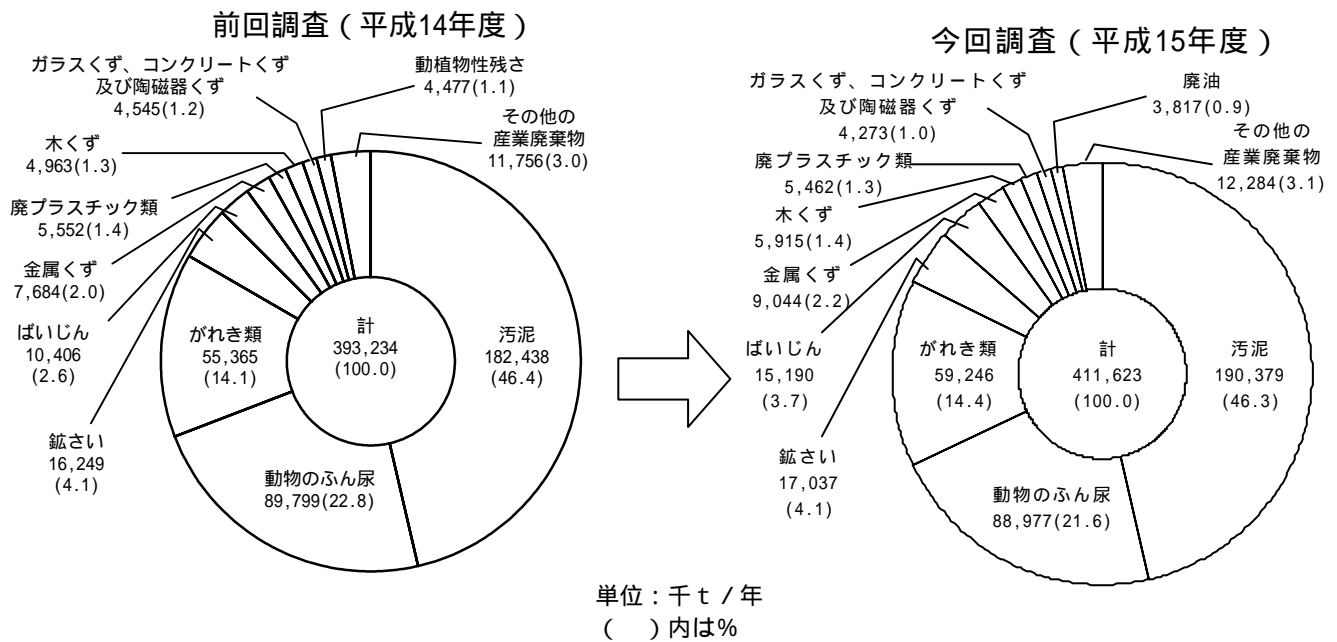 前回調査（平成14年度）
ガラスくず、コンクリートくず
及び陶磁器くず
4,545(1.2)
動植物性残さ
4,477(1.1)
その他の
産業廃棄物
11,756(3.0)
木くず
4,963(1.3)
廃プラスチック類
5,552(1.4)
金属くず
7,684(2.0)
ばいじん
10,406
(2.6)
鉱さい
16,249
(4.1)
がれき類
55,365
(14.1)
計
393,234
(100.0)
汚泥
182,438
(46.4)
動物のふん尿
89,799(22.8)
今回調査（平成15年度）
ガラスくず、コンクリートくず
及び陶磁器くず
4,273(1.0)
廃油
3,817(0.9)
その他の
産業廃棄物
12,284(3.1)
廃プラスチック類
5,462(1.3)
木くず
5,915(1.4)
金属くず
9,044(2.2)
ばいじん
15,190
(3.7)
鉱さい
17,037
(4.1)
がれき類
59,246
(14.4)
計
411,623
(100.0)
汚泥
190,379
(46.3)
動物のふん尿
88,977(21.6)
単位：千ｔ/年
（　）内は%